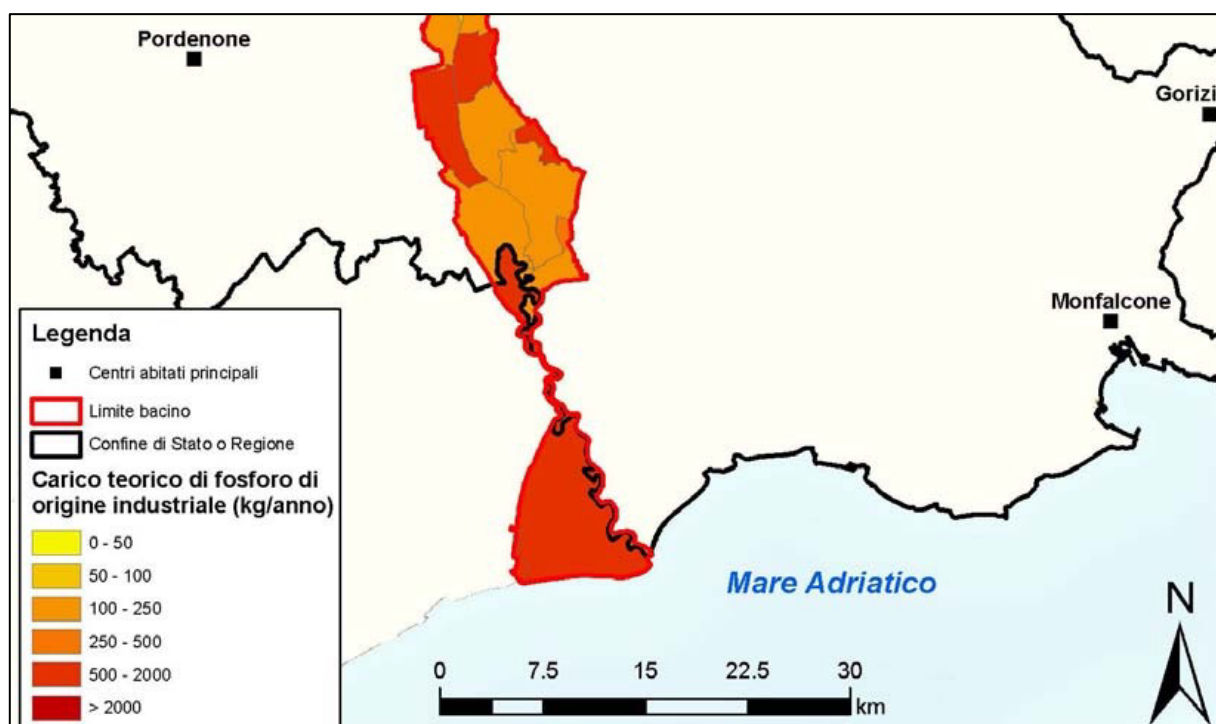 Pordenone
Gorizi
Monfalcone
Legenda
Centri abitati principali
Limite bacino
Confine di Stato o Regione
Carico teorico di fosforo di
origine industriale (kg/anno)
0 - 50
50 - 100
100 - 250
250 - 500
500 - 2000
> 2000
Mare Adriatico
N
0 7.5 15 22.5 30
km